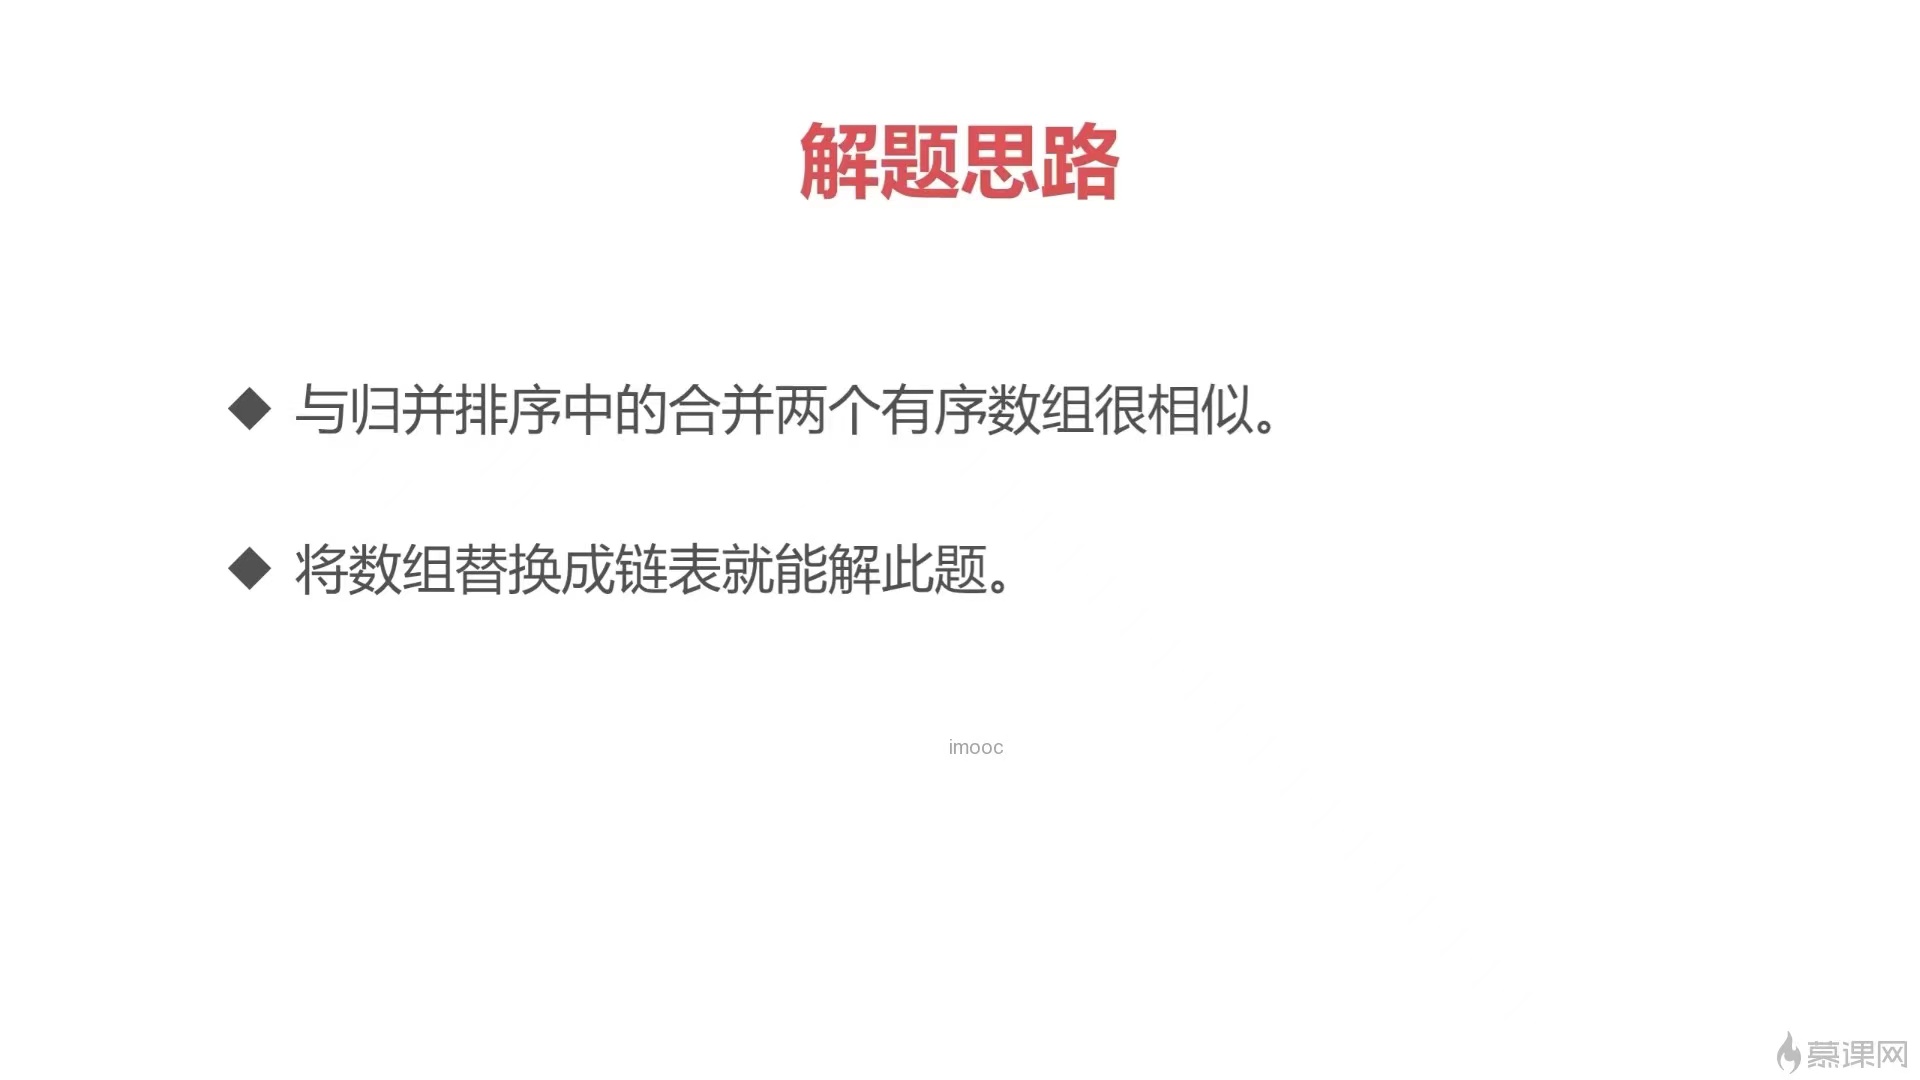 解题思路
◆ 与归并排序中的合并两个有序数组很相似。
◆ 将数组替换成链表就能解此题。
imooc
慕课网